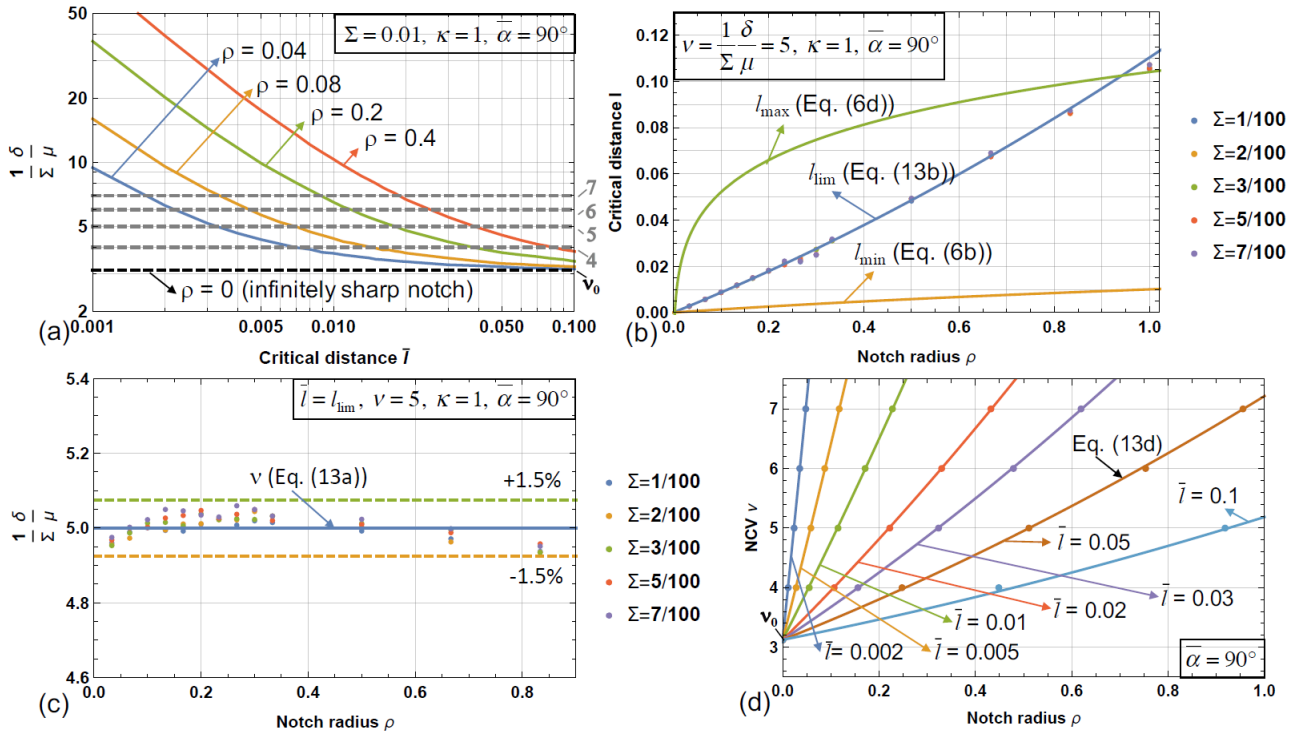 50
20
10
5
2
1/Σ δ/μ
Σ = 0.01, κ = 1, α̅ = 90°
ρ = 0.04
ρ = 0.08
ρ = 0.2
ρ = 0.4
7
6
5
4
ν₀
ρ = 0 (infinitely sharp notch)
(a)
0.001 0.005 0.010 0.050 0.100
Critical distance l̅
0.12
0.10
0.08
0.06
0.04
0.02
0.00
Critical distance l
ν = 1/Σ δ/μ = 5, κ = 1, α̅ = 90°
lmax (Eq. (6d))
llim (Eq. (13b))
lmin (Eq. (6b))
(b)
0.0 0.2 0.4 0.6 0.8 1.0
Notch radius ρ
Σ=1/100
Σ=2/100
Σ=3/100
Σ=5/100
Σ=7/100
5.4
5.2
5.0
4.8
4.6
1/Σ δ/μ
l̅ = llim, ν = 5, κ = 1, α̅ = 90°
ν (Eq. (13a))
+1.5%
-1.5%
(c)
0.0 0.2 0.4 0.6 0.8
Notch radius ρ
Σ=1/100
Σ=2/100
Σ=3/100
Σ=5/100
Σ=7/100
7
6
5
4
ν₀
3
NCV ν
Eq. (13d)
l̅ = 0.1
l̅ = 0.05
l̅ = 0.03
l̅ = 0.02
l̅ = 0.01
l̅ = 0.005
l̅ = 0.002
α̅ = 90°
(d)
0.0 0.2 0.4 0.6 0.8 1.0
Notch radius ρ